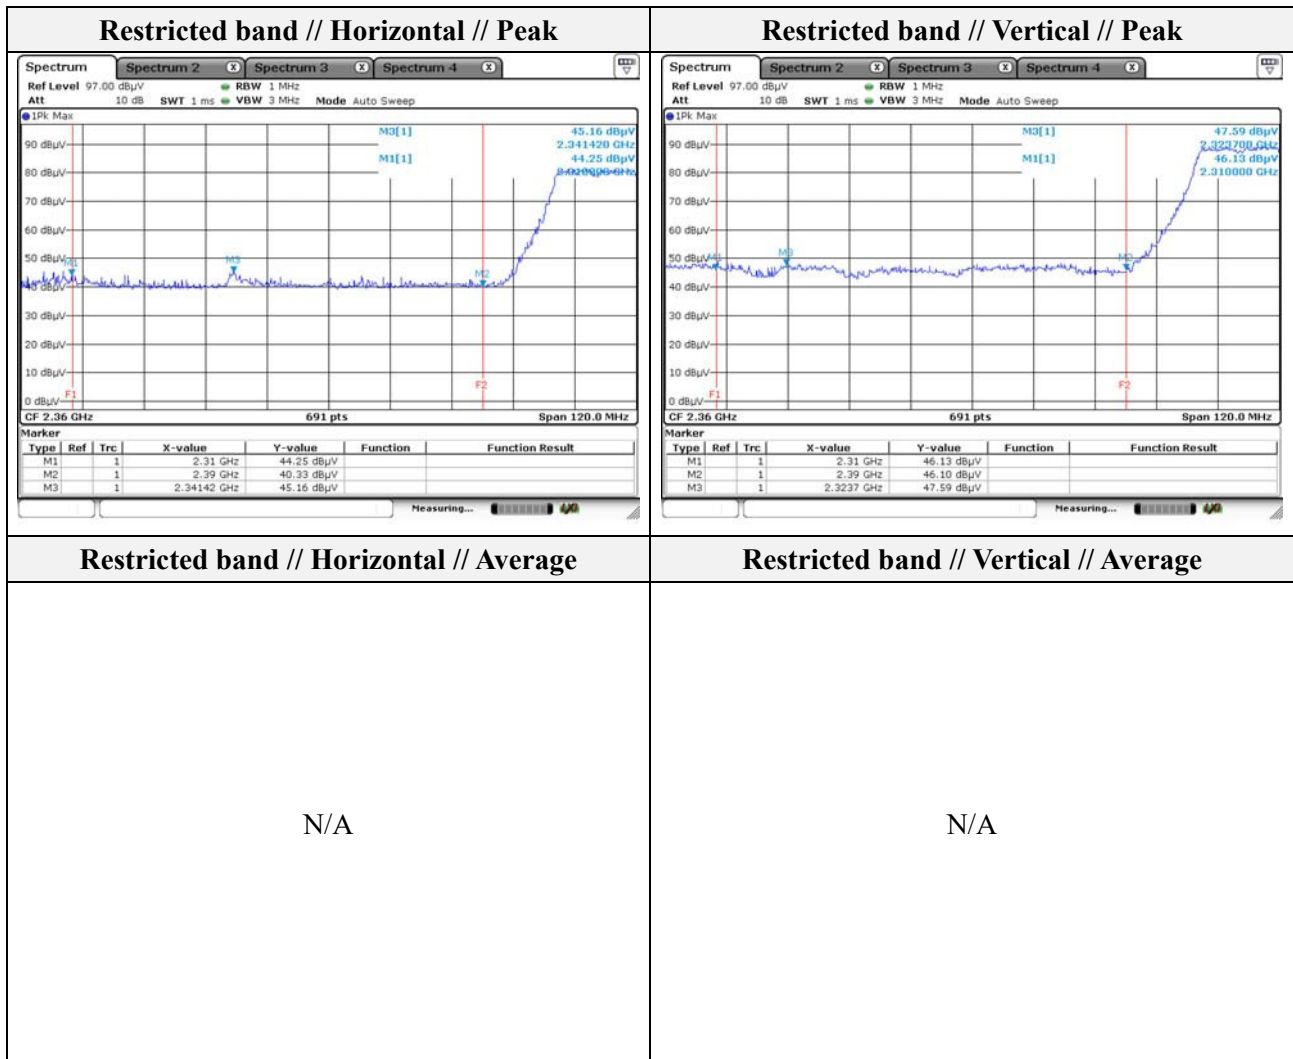 Restricted band // Horizontal // Peak
Restricted band // Vertical // Peak
Spectrum Spectrum 2 X Spectrum 3 X Spectrum 4 X
Ref Level 97.00 dBµV RBW 1 MHz
Att 10 dB SWT 1 ms VBW 3 MHz Mode Auto Sweep
1Pk Max
M3[1] 45.16 dBµV
2.341420 GHz
90 dBµV
M1[1] 44.25 dBµV
80 dBµV
70 dBµV
60 dBµV
50 dBµV
M1 M3 M2
40 dBµV
30 dBµV
20 dBµV
10 dBµV
F1 F2
0 dBµV
CF 2.36 GHz 691 pts Span 120.0 MHz
Marker
Type Ref Trc X-value Y-value Function Function Result
M1 1 2.31 GHz 44.25 dBµV
M2 1 2.39 GHz 40.33 dBµV
M3 1 2.34142 GHz 45.16 dBµV
Measuring...
Spectrum Spectrum 2 X Spectrum 3 X Spectrum 4 X
Ref Level 97.00 dBµV RBW 1 MHz
Att 10 dB SWT 1 ms VBW 3 MHz Mode Auto Sweep
1Pk Max
M3[1] 47.59 dBµV
2.323700 GHz
90 dBµV
M1[1] 46.13 dBµV
2.310000 GHz
80 dBµV
70 dBµV
60 dBµV
50 dBµV
M1 M3 M2
40 dBµV
30 dBµV
20 dBµV
10 dBµV
F1 F2
0 dBµV
CF 2.36 GHz 691 pts Span 120.0 MHz
Marker
Type Ref Trc X-value Y-value Function Function Result
M1 1 2.31 GHz 46.13 dBµV
M2 1 2.39 GHz 46.10 dBµV
M3 1 2.3237 GHz 47.59 dBµV
Measuring...
Restricted band // Horizontal // Average
Restricted band // Vertical // Average
N/A
N/A